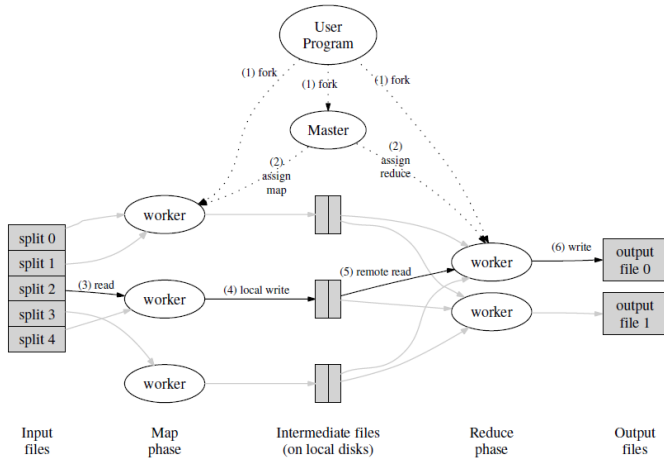 User
Program
(1) fork
(1) fork
(1) fork
Master
(2)
assign
map
(2)
assign
reduce
worker
split 0
split 1
split 2
split 3
split 4
(3) read
worker
(4) local write
(5) remote read
worker
(6) write
output
file 0
worker
output
file 1
worker
Input
files
Map
phase
Intermediate files
(on local disks)
Reduce
phase
Output
files